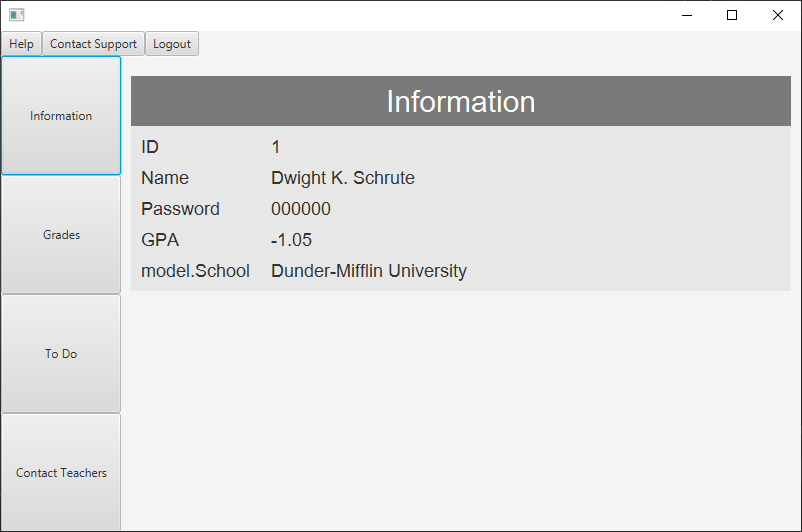 Help Contact Support Logout
Information
Grades
To Do
Contact Teachers
Information
ID 1
Name Dwight K. Schrute
Password 000000
GPA -1.05
model.School Dunder-Mifflin University